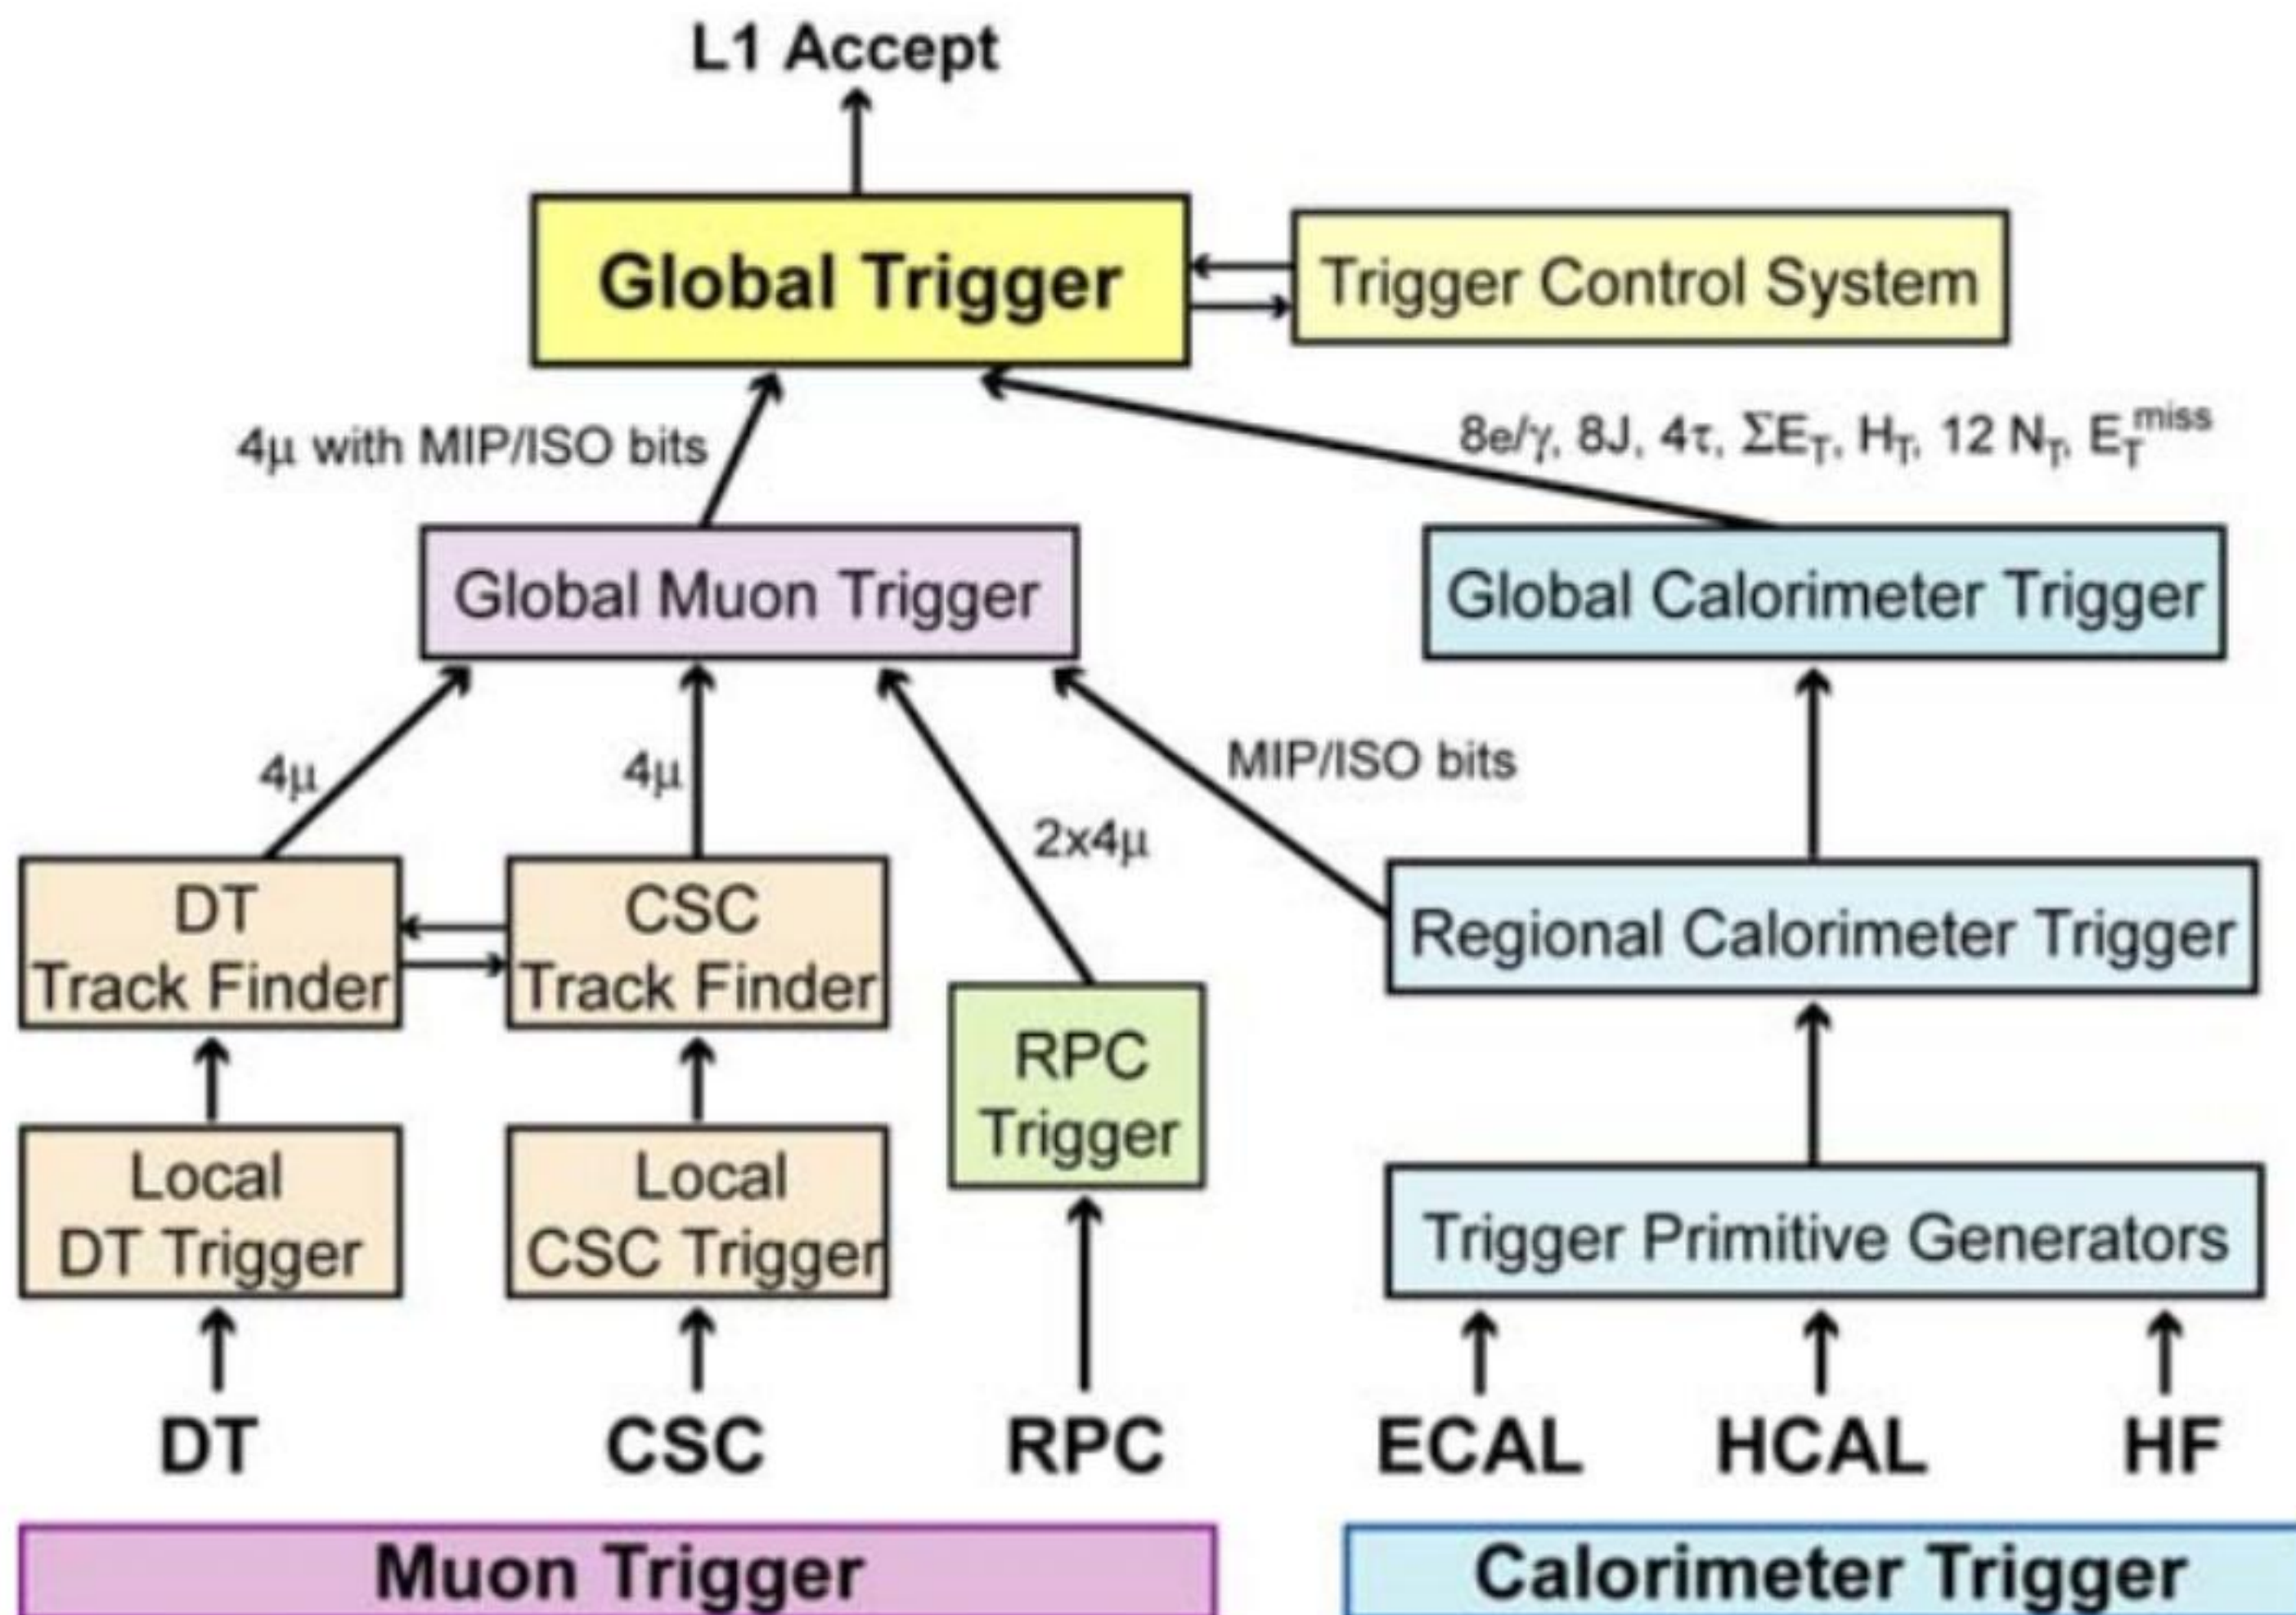 L1 Accept
Global Trigger
Trigger Control System
4μ with MIP/ISO bits
8e/γ, 8J, 4τ, ΣE_T, H_T, 12 N_T, E_T^miss
Global Muon Trigger
Global Calorimeter Trigger
4μ
4μ
MIP/ISO bits
2x4μ
DT
Track Finder
CSC
Track Finder
Regional Calorimeter Trigger
RPC
Trigger
Local
DT Trigger
Local
CSC Trigger
Trigger Primitive Generators
DT
CSC
RPC
ECAL
HCAL
HF
Muon Trigger
Calorimeter Trigger